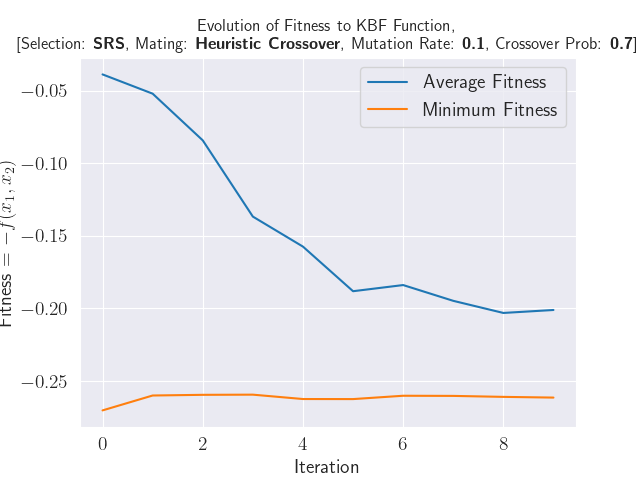 Evolution of Fitness to KBF Function,
[Selection: SRS, Mating: Heuristic Crossover, Mutation Rate: 0.1, Crossover Prob: 0.7]
Average Fitness
Minimum Fitness
Fitness = −f(x₁, x₂)
−0.05
−0.10
−0.15
−0.20
−0.25
0 2 4 6 8
Iteration